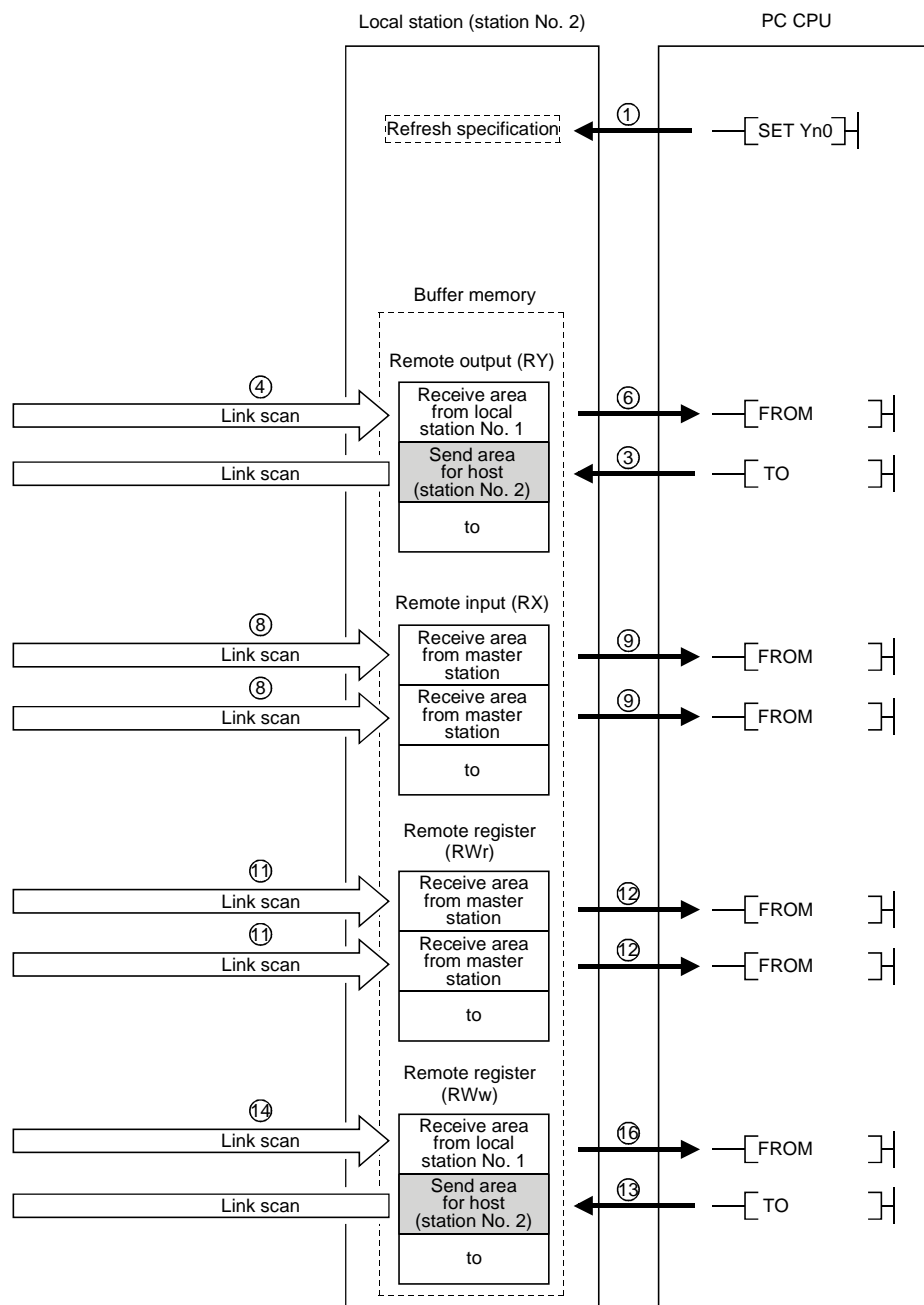 Local station (station No. 2)
PC CPU
Refresh specification
①
SET Yn0
Buffer memory
Remote output (RY)
④
Link scan
Receive area
from local
station No. 1
⑥
FROM
Link scan
Send area
for host
(station No. 2)
③
TO
to
Remote input (RX)
⑧
Link scan
Receive area
from master
station
⑨
FROM
⑧
Link scan
Receive area
from master
station
⑨
FROM
to
Remote register
(RWr)
⑪
Link scan
Receive area
from master
station
⑫
FROM
⑪
Link scan
Receive area
from master
station
⑫
FROM
to
Remote register
(RWw)
⑭
Link scan
Receive area
from local
station No. 1
⑯
FROM
Link scan
Send area
for host
(station No. 2)
⑬
TO
to